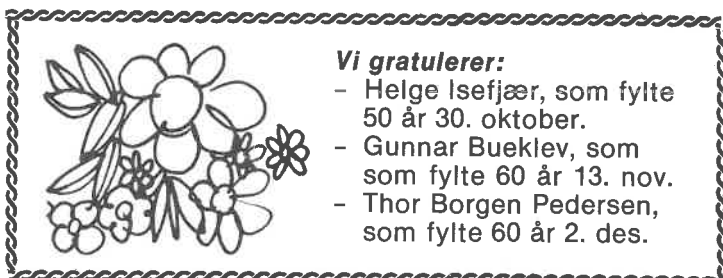 Vi gratulerer:
– Helge Isefjær, som fylte
50 år 30. oktober.
– Gunnar Bueklev, som
som fylte 60 år 13. nov.
– Thor Borgen Pedersen,
som fylte 60 år 2. des.